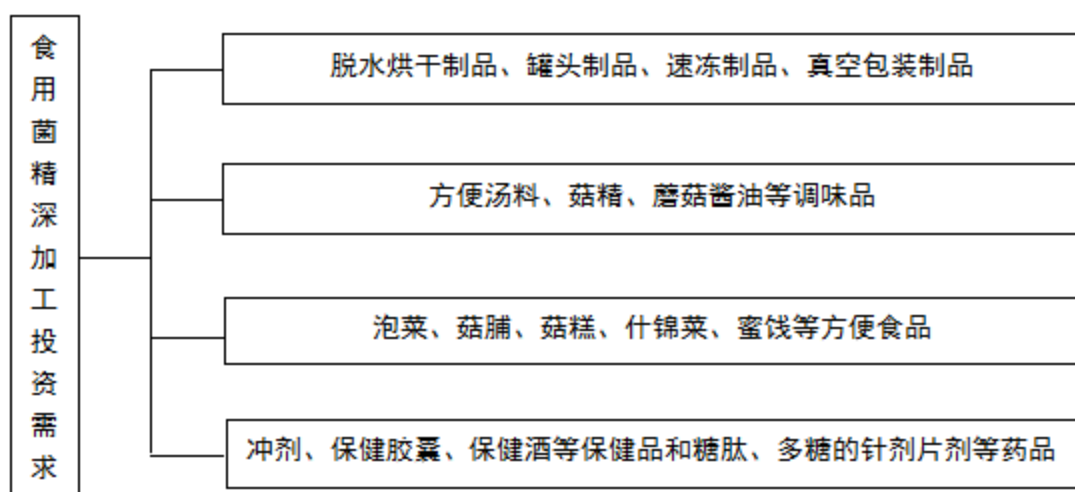 食用菌精深加工投资需求
脱水烘干制品、罐头制品、速冻制品、真空包装制品
方便汤料、菇精、蘑菇酱油等调味品
泡菜、菇脯、菇糕、什锦菜、蜜饯等方便食品
冲剂、保健胶囊、保健酒等保健品和糖肽、多糖的针剂片剂等药品